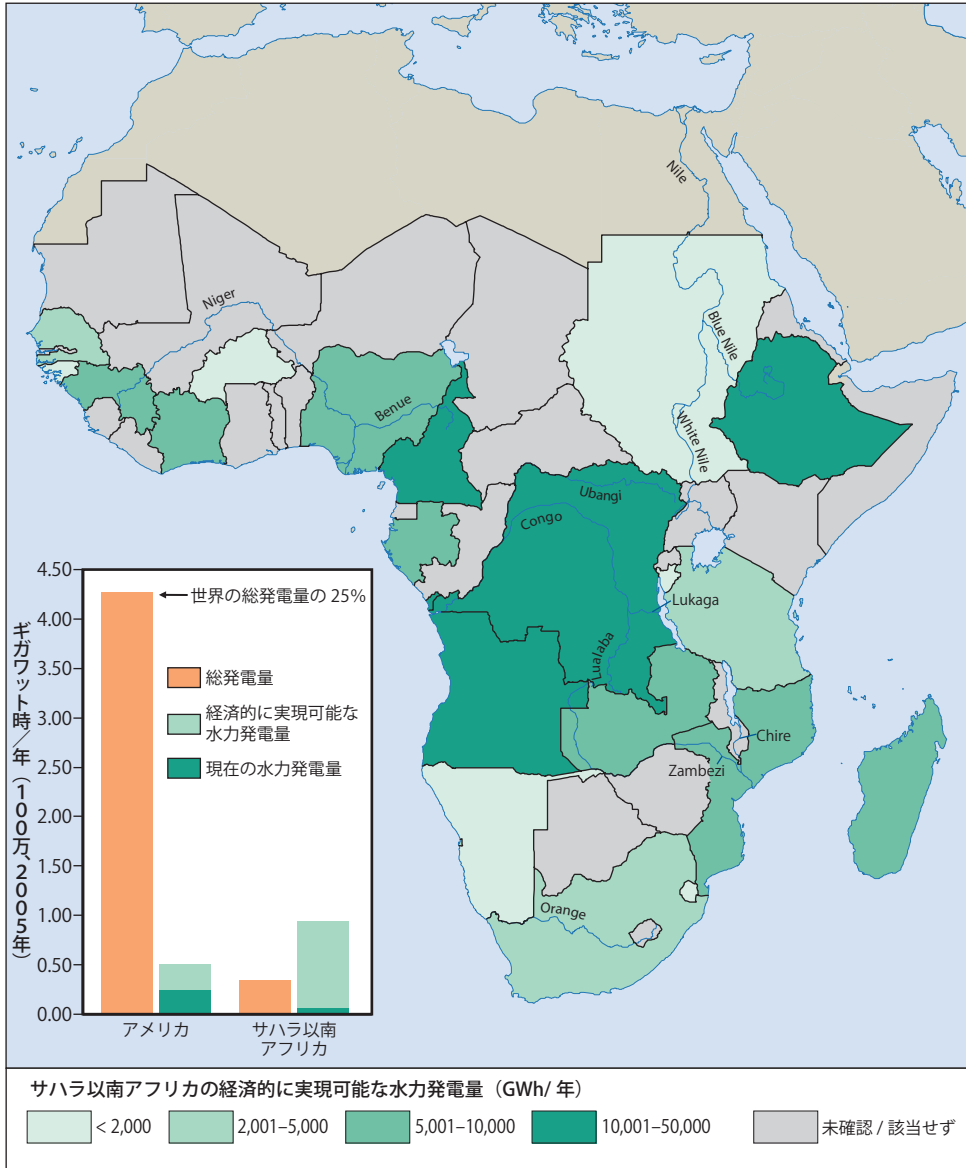 Nile
Niger
Blue Nile
Benue
White Nile
Ubangi
Congo
Lukaga
Lualaba
Chire
Zambezi
Orange
ギガワット時／年（100万、2005年）
4.50
4.00
3.50
3.00
2.50
2.00
1.50
1.00
0.50
0.00
世界の総発電量の 25%
総発電量
経済的に実現可能な
水力発電量
現在の水力発電量
アメリカ
サハラ以南
アフリカ
サハラ以南アフリカの経済的に実現可能な水力発電量（GWh/ 年）
< 2,000
2,001–5,000
5,001–10,000
10,001–50,000
未確認 / 該当せず